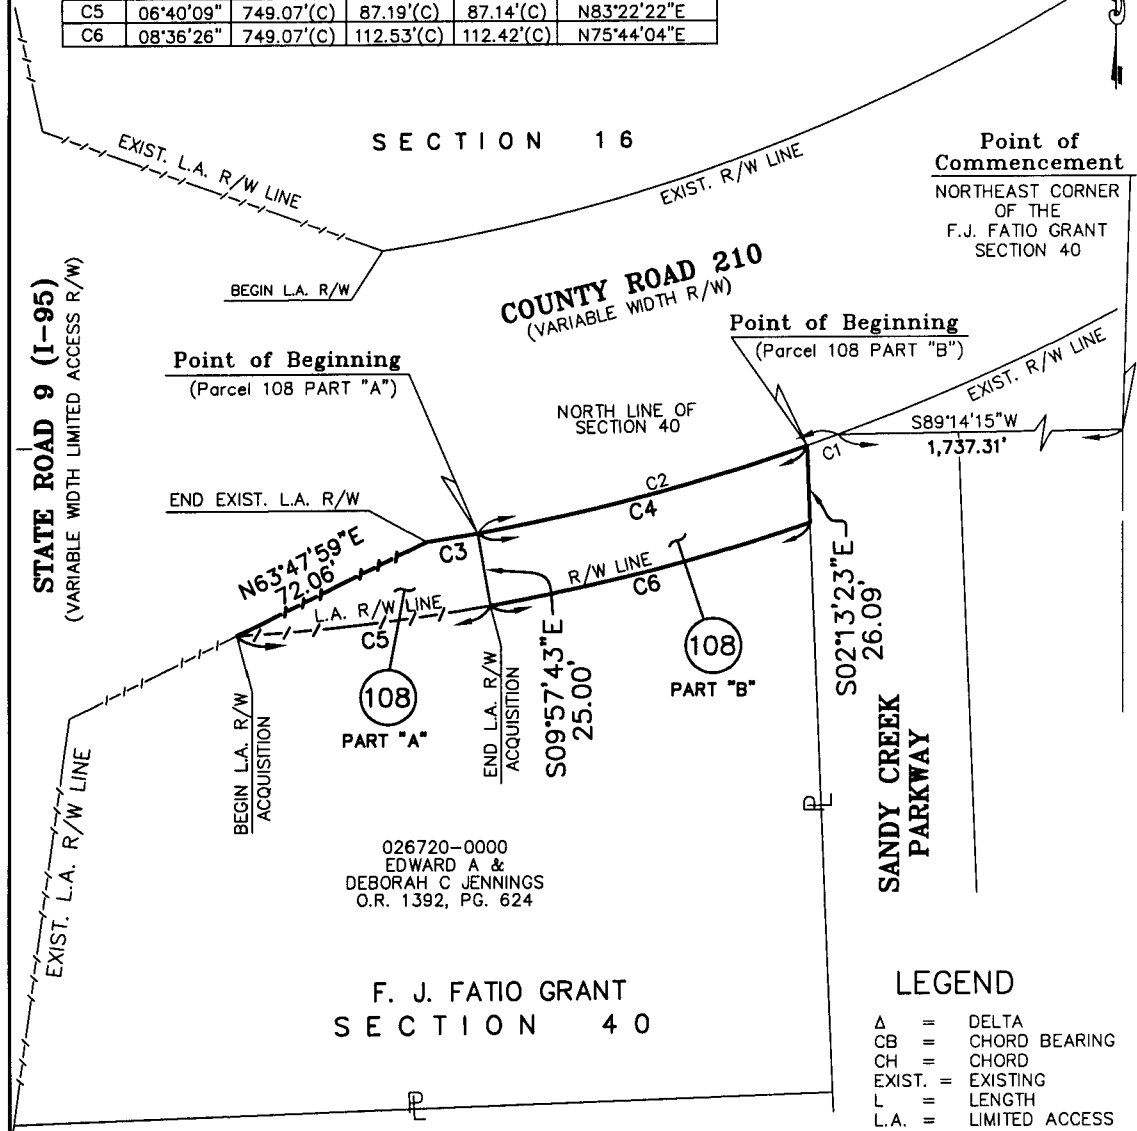 C5 06°40'09" 749.07'(C) 87.19'(C) 87.14'(C) N83°22'22"E
C6 08°36'26" 749.07'(C) 112.53'(C) 112.42'(C) N75°44'04"E
SECTION 16
EXIST. L.A. R/W LINE
EXIST. R/W LINE
Point of
Commencement
NORTHEAST CORNER
OF THE
F.J. FATIO GRANT
SECTION 40
BEGIN L.A. R/W
COUNTY ROAD 210
(VARIABLE WIDTH R/W)
STATE ROAD 9 (I-95)
(VARIABLE WIDTH LIMITED ACCESS R/W)
Point of Beginning
(Parcel 108 PART "A")
Point of Beginning
(Parcel 108 PART "B")
EXIST. R/W LINE
NORTH LINE OF
SECTION 40
S89°14'15"W
1,737.31'
C1
C2
C4
END EXIST. L.A. R/W
C3
N63°47'59"E
72.06'
L.A. R/W LINE
C5
R/W LINE
C6
S09°57'43"E
25.00'
S02°13'23"E
26.09'
108
PART "A"
108
PART "B"
BEGIN L.A. R/W
ACQUISITION
END L.A. R/W
ACQUISITION
SANDY CREEK
PARKWAY
PL
EXIST. L.A. R/W LINE
026720-0000
EDWARD A &
DEBORAH C JENNINGS
O.R. 1392, PG. 624
F. J. FATIO GRANT
SECTION 40
PL
LEGEND
Δ = DELTA
CB = CHORD BEARING
CH = CHORD
EXIST. = EXISTING
L = LENGTH
L.A. = LIMITED ACCESS